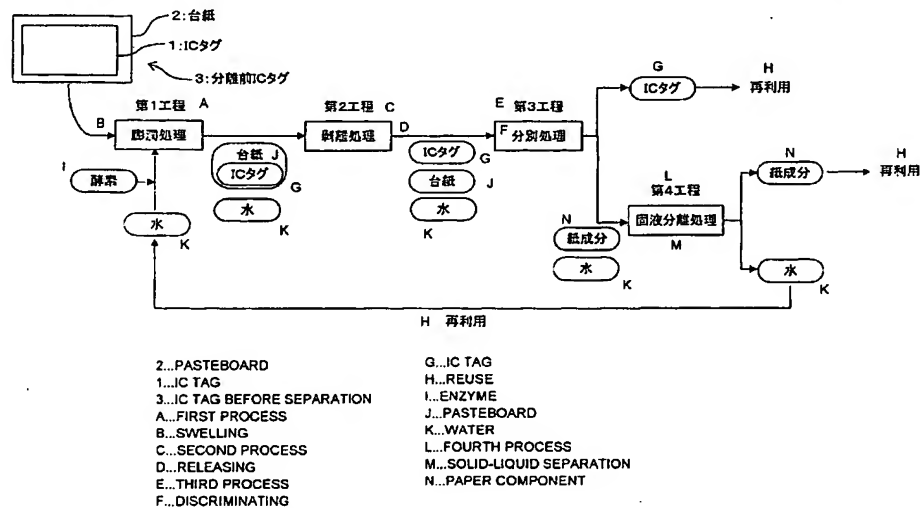 2:台紙
1:ICタグ
3:分離前ICタグ
第1工程 A
B 膨潤処理
第2工程 C
剥離処理 D
E 第3工程
F 分別処理
G
ICタグ
H
再利用
I 酵素
水 K
台紙 J
ICタグ G
水
K
ICタグ G
台紙 J
水
K
N
紙成分
水 K
L
第4工程
固液分離処理
M
N
紙成分
H
再利用
水
K
H 再利用
2...PASTEBOARD
1...IC TAG
3...IC TAG BEFORE SEPARATION
A...FIRST PROCESS
B...SWELLING
C...SECOND PROCESS
D...RELEASING
E...THIRD PROCESS
F...DISCRIMINATING
G...IC TAG
H...REUSE
I...ENZYME
J...PASTEBOARD
K...WATER
L...FOURTH PROCESS
M...SOLID-LIQUID SEPARATION
N...PAPER COMPONENT